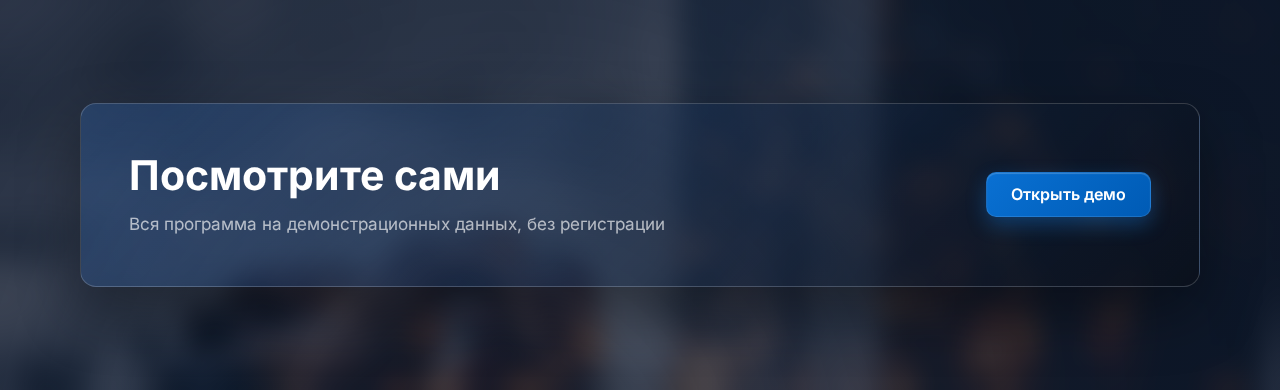 Посмотрите сами
Вся программа на демонстрационных данных, без регистрации
Открыть демо